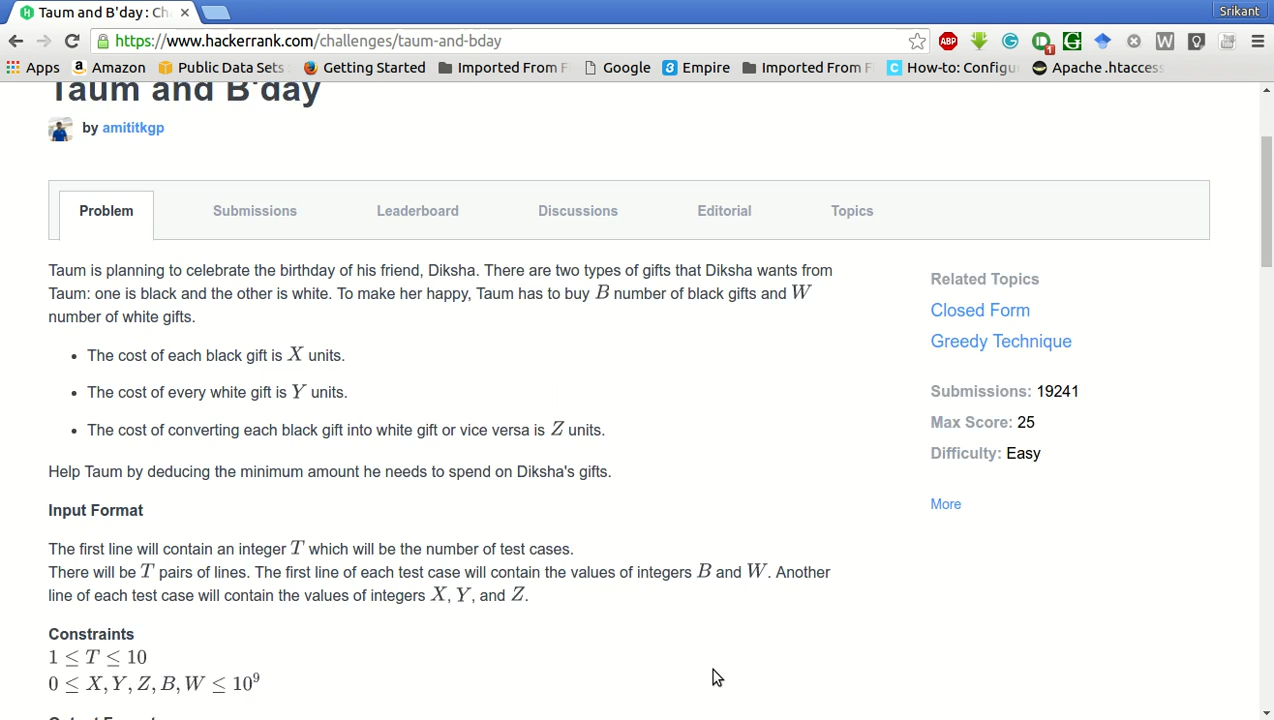 Taum and B'day : Ch
Srikant
https://www.hackerrank.com/challenges/taum-and-bday
ABP
1
G
W
Apps
Amazon
Public Data Sets
Getting Started
Imported From F
Google
Empire
Imported From F
How-to: Configu
Apache .htaccess
Taum and B'day
by amititkgp
Problem
Submissions
Leaderboard
Discussions
Editorial
Topics
Taum is planning to celebrate the birthday of his friend, Diksha. There are two types of gifts that Diksha wants from
Taum: one is black and the other is white. To make her happy, Taum has to buy B number of black gifts and W
number of white gifts.
• The cost of each black gift is X units.
• The cost of every white gift is Y units.
• The cost of converting each black gift into white gift or vice versa is Z units.
Help Taum by deducing the minimum amount he needs to spend on Diksha's gifts.
Input Format
The first line will contain an integer T which will be the number of test cases.
There will be T pairs of lines. The first line of each test case will contain the values of integers B and W. Another
line of each test case will contain the values of integers X, Y, and Z.
Constraints
1 ≤ T ≤ 10
0 ≤ X, Y, Z, B, W ≤ 10⁹
Related Topics
Closed Form
Greedy Technique
Submissions: 19241
Max Score: 25
Difficulty: Easy
More